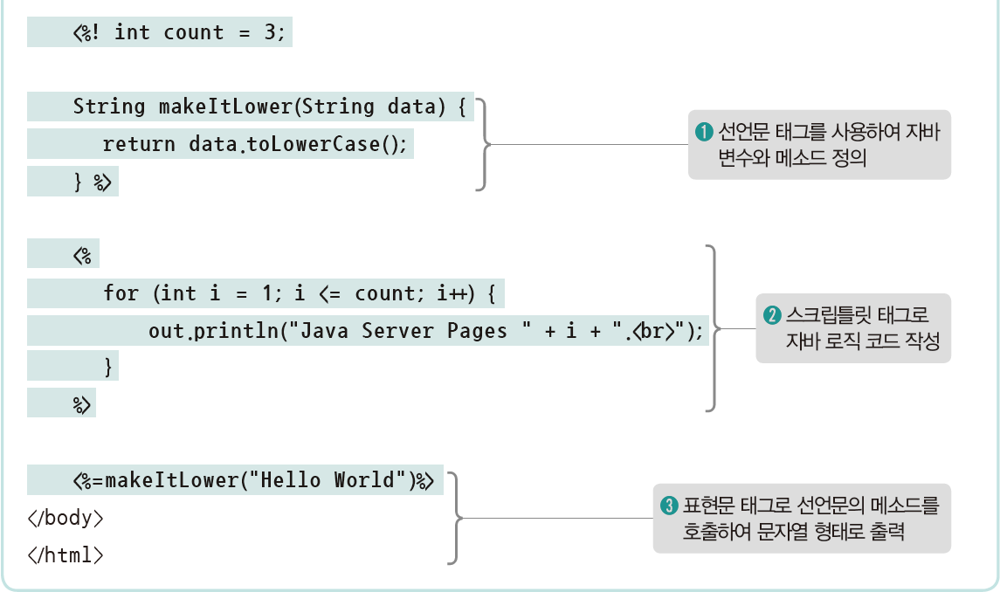 <%! int count = 3;
String makeItLower(String data) {
return data.toLowerCase();
} %>
❶ 선언문 태그를 사용하여 자바
변수와 메소드 정의
<%
for (int i = 1; i <= count; i++) {
out.println("Java Server Pages " + i + ".<br>");
}
%>
❷ 스크립틀릿 태그로
자바 로직 코드 작성
<%=makeItLower("Hello World")%>
</body>
</html>
❸ 표현문 태그로 선언문의 메소드를
호출하여 문자열 형태로 출력